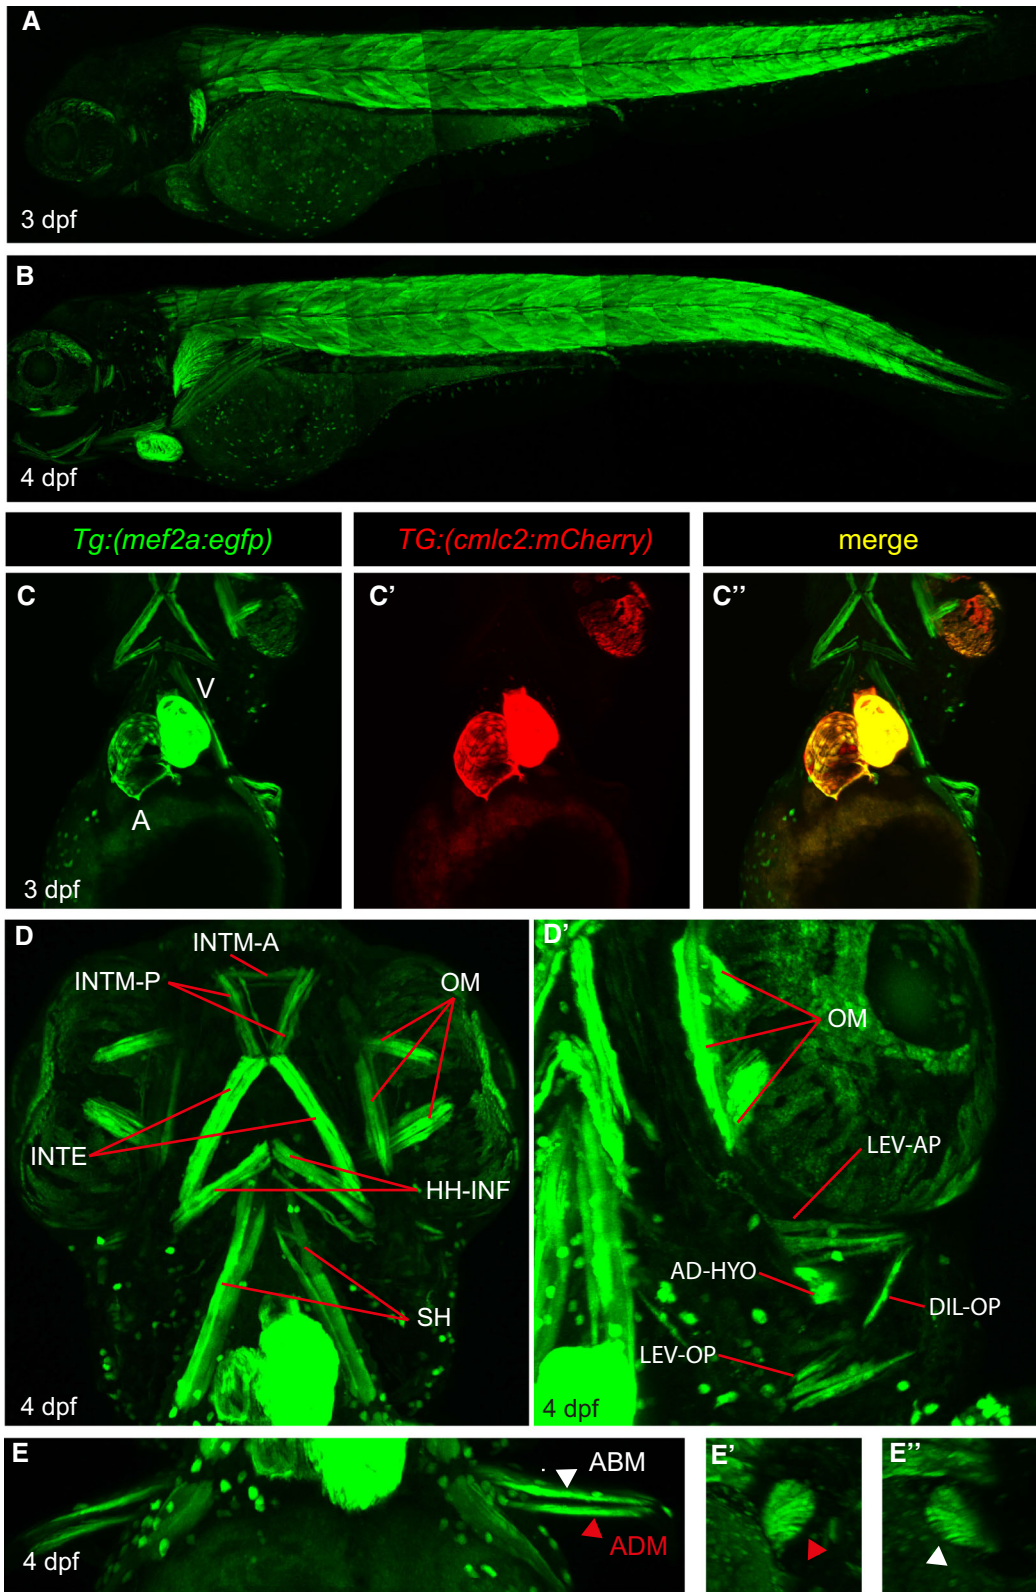 A
3 dpf
B
4 dpf
Tg:(mef2a:egfp)
TG:(cmlc2:mCherry)
merge
C
V
A
3 dpf
C'
C''
D
INTM-A
INTM-P
OM
INTE
HH-INF
SH
4 dpf
D'
OM
LEV-AP
AD-HYO
DIL-OP
LEV-OP
4 dpf
E
ABM
ADM
4 dpf
E'
E''